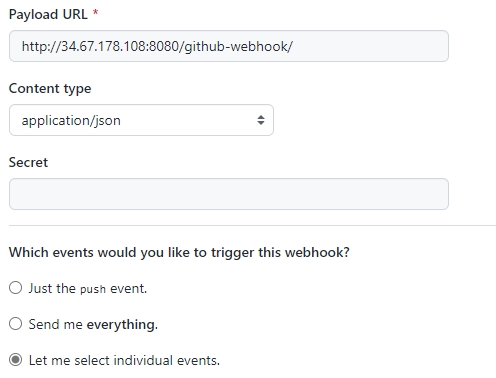 Payload URL *
http://34.67.178.108:8080/github-webhook/
Content type
application/json
Secret
Which events would you like to trigger this webhook?
Just the push event.
Send me everything.
Let me select individual events.